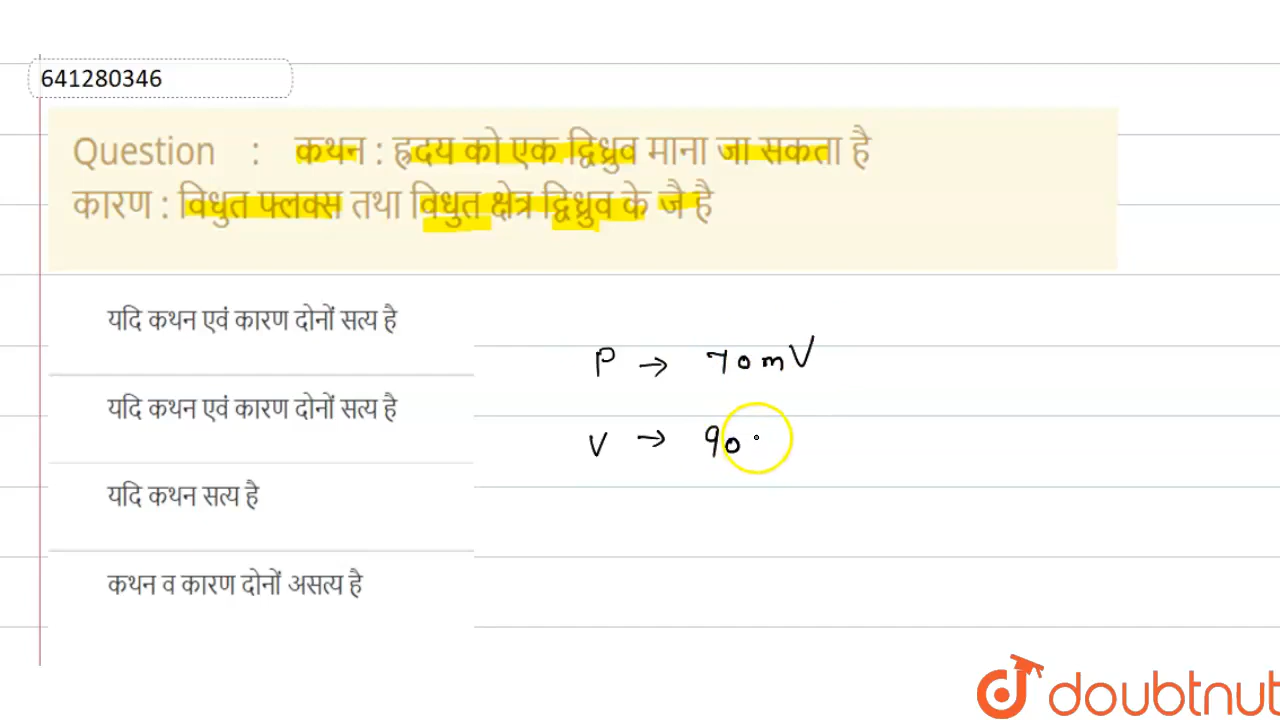 641280346
Question : कथन : ह्रदय को एक द्विध्रुव माना जा सकता है
कारण : विधुत फ्लक्स तथा विधुत क्षेत्र द्विध्रुव के जै है
यदि कथन एवं कारण दोनों सत्य है
P → 70mV
यदि कथन एवं कारण दोनों सत्य है
V → 90
यदि कथन सत्य है
कथन व कारण दोनों असत्य है
doubtnut